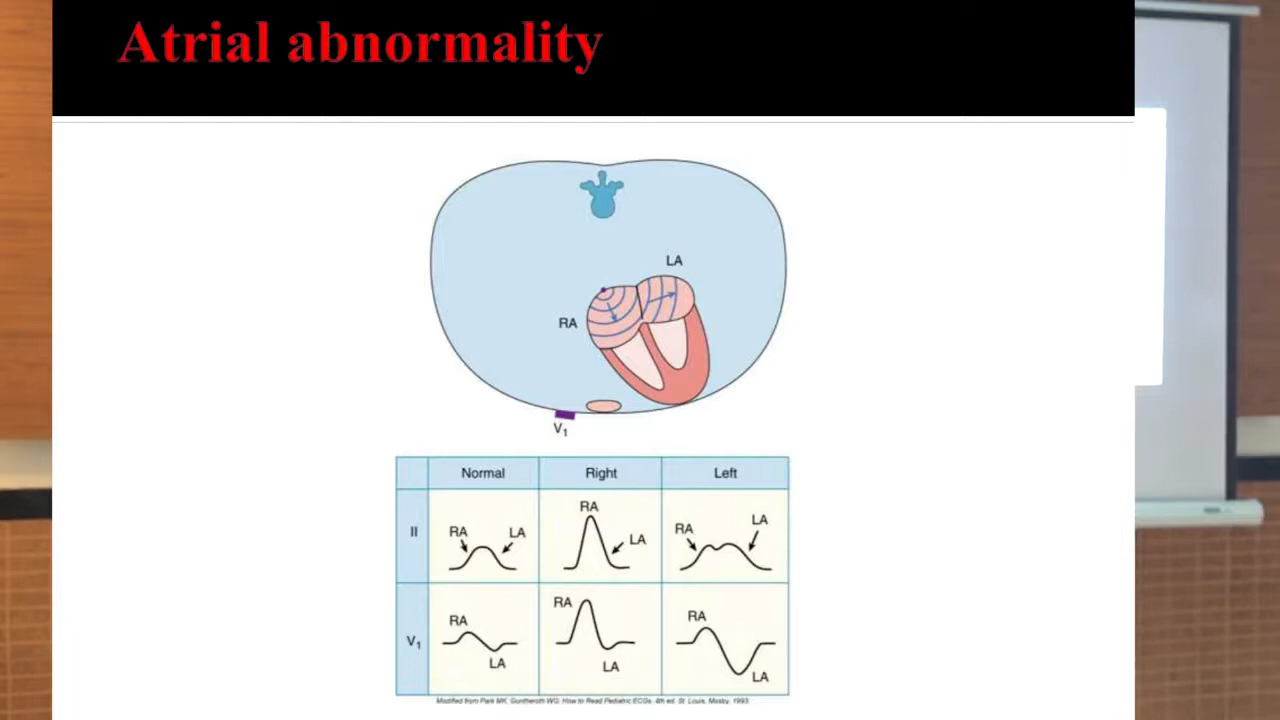 Atrial abnormality
LA
RA
V1
Normal Right Left
II
RA LA
RA
LA
RA
LA
V1
RA
LA
RA
LA
RA
LA
Modified from Park MK, Guntheroth WG: How to Read Pediatric ECGs. 4th ed. St. Louis, Mosby. 1993.